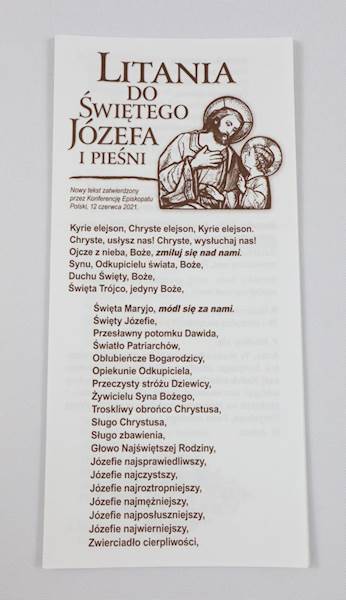 LITANIA
DO
ŚWIĘTEGO
JÓZEFA
I PIEŚNI
Nowy tekst zatwierdzony
przez Konferencję Episkopatu
Polski, 12 czerwca 2021.
Kyrie elejson, Chryste elejson, Kyrie elejson.
Chryste, usłysz nas! Chryste, wysłuchaj nas!
Ojcze z nieba, Boże, zmiłuj się nad nami.
Synu, Odkupicielu świata, Boże,
Duchu Święty, Boże,
Święta Trójco, jedyny Boże,
Święta Maryjo, módl się za nami.
Święty Józefie,
Przesławny potomku Dawida,
Światło Patriarchów,
Oblubieńcze Bogarodzicy,
Opiekunie Odkupiciela,
Przeczysty stróżu Dziewicy,
Żywicielu Syna Bożego,
Troskliwy obrońco Chrystusa,
Sługo Chrystusa,
Sługo zbawienia,
Głowo Najświętszej Rodziny,
Józefie najsprawiedliwszy,
Józefie najczystszy,
Józefie najroztropniejszy,
Józefie najmężniejszy,
Józefie najposłuszniejszy,
Józefie najwierniejszy,
Zwierciadło cierpliwości,